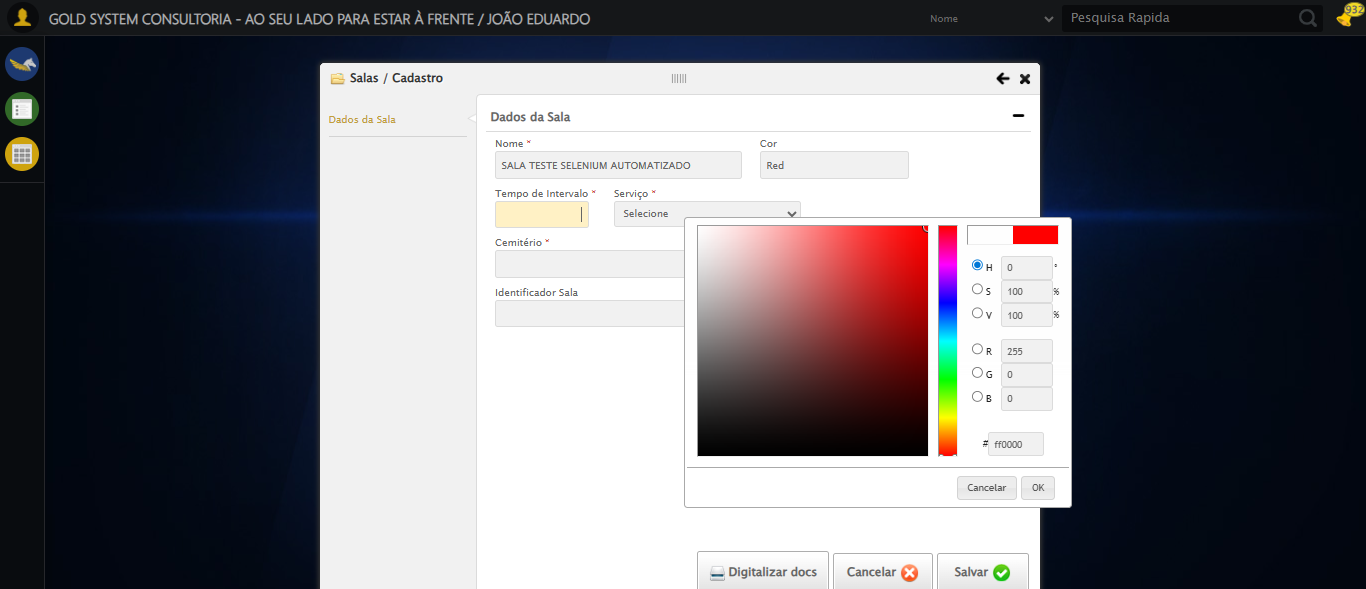 GOLD SYSTEM CONSULTORIA - AO SEU LADO PARA ESTAR À FRENTE / JOÃO EDUARDO
Nome
Pesquisa Rapida
932
Salas / Cadastro
Dados da Sala
Dados da Sala
Nome *
Cor
SALA TESTE SELENIUM AUTOMATIZADO
Red
Tempo de Intervalo *
Serviço *
Selecione
Cemitério *
Identificador Sala
H 0 °
S 100 %
V 100 %
R 255
G 0
B 0
# ff0000
Cancelar
OK
Digitalizar docs
Cancelar
Salvar